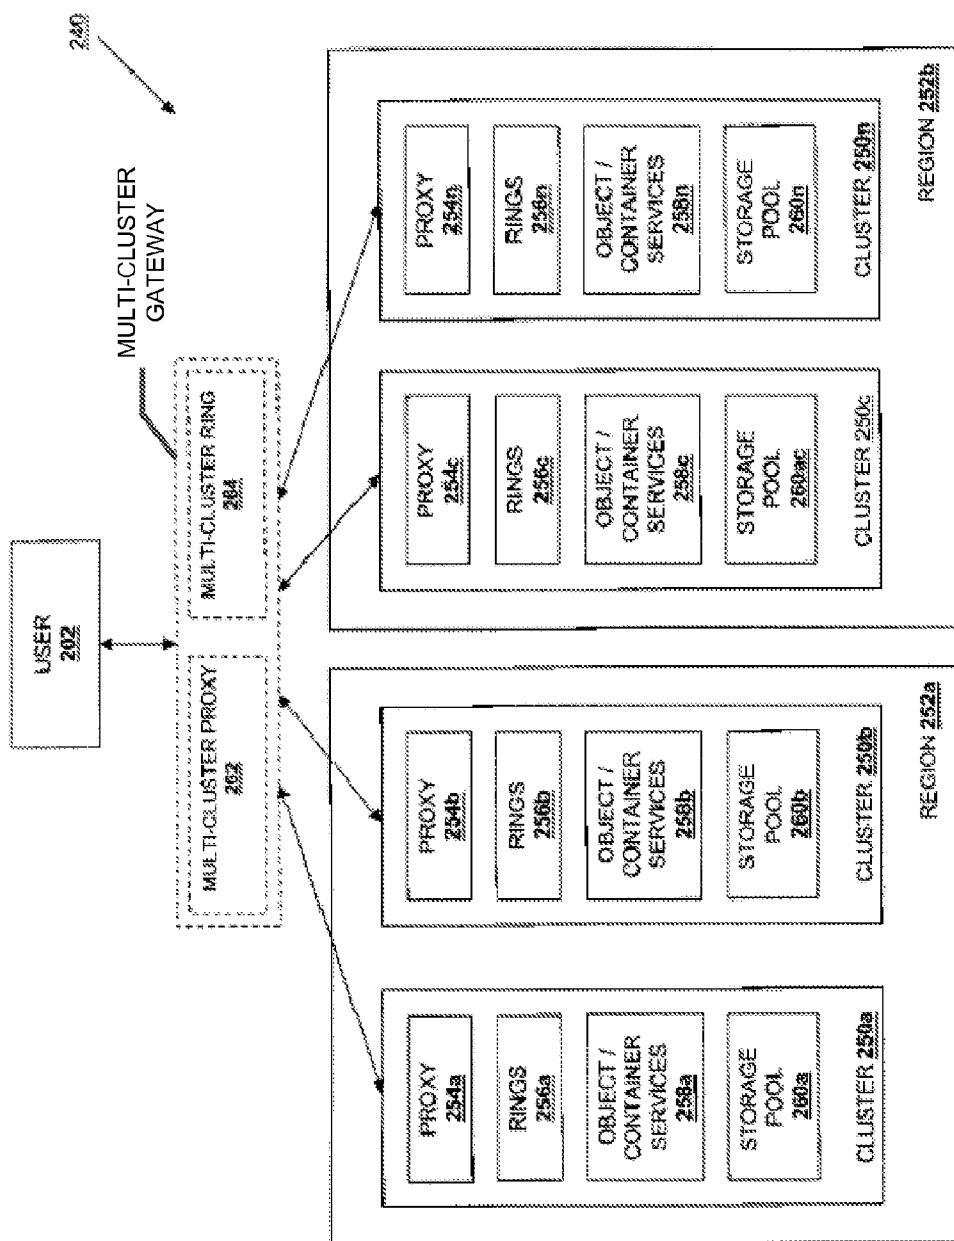 240
USER
202
MULTI-CLUSTER
GATEWAY
MULTI-CLUSTER PROXY
262
MULTI-CLUSTER RING
264
PROXY
254a
RINGS
256a
OBJECT /
CONTAINER
SERVICES
258a
STORAGE
POOL
260a
CLUSTER 250a
PROXY
254b
RINGS
256b
OBJECT /
CONTAINER
SERVICES
258b
STORAGE
POOL
260b
CLUSTER 250b
REGION 252a
PROXY
254c
RINGS
256c
OBJECT /
CONTAINER
SERVICES
258c
STORAGE
POOL
260ac
CLUSTER 250c
PROXY
254n
RINGS
256n
OBJECT /
CONTAINER
SERVICES
258n
STORAGE
POOL
260n
CLUSTER 250n
REGION 252b